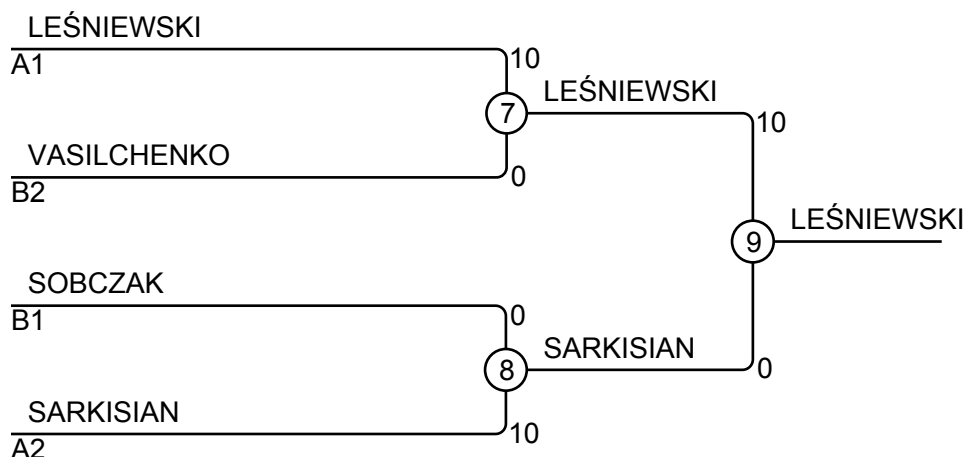 LEŚNIEWSKI
A1
10
7
LEŚNIEWSKI
10
VASILCHENKO
B2
0
9
LEŚNIEWSKI
SOBCZAK
B1
0
8
SARKISIAN
0
SARKISIAN
A2
10